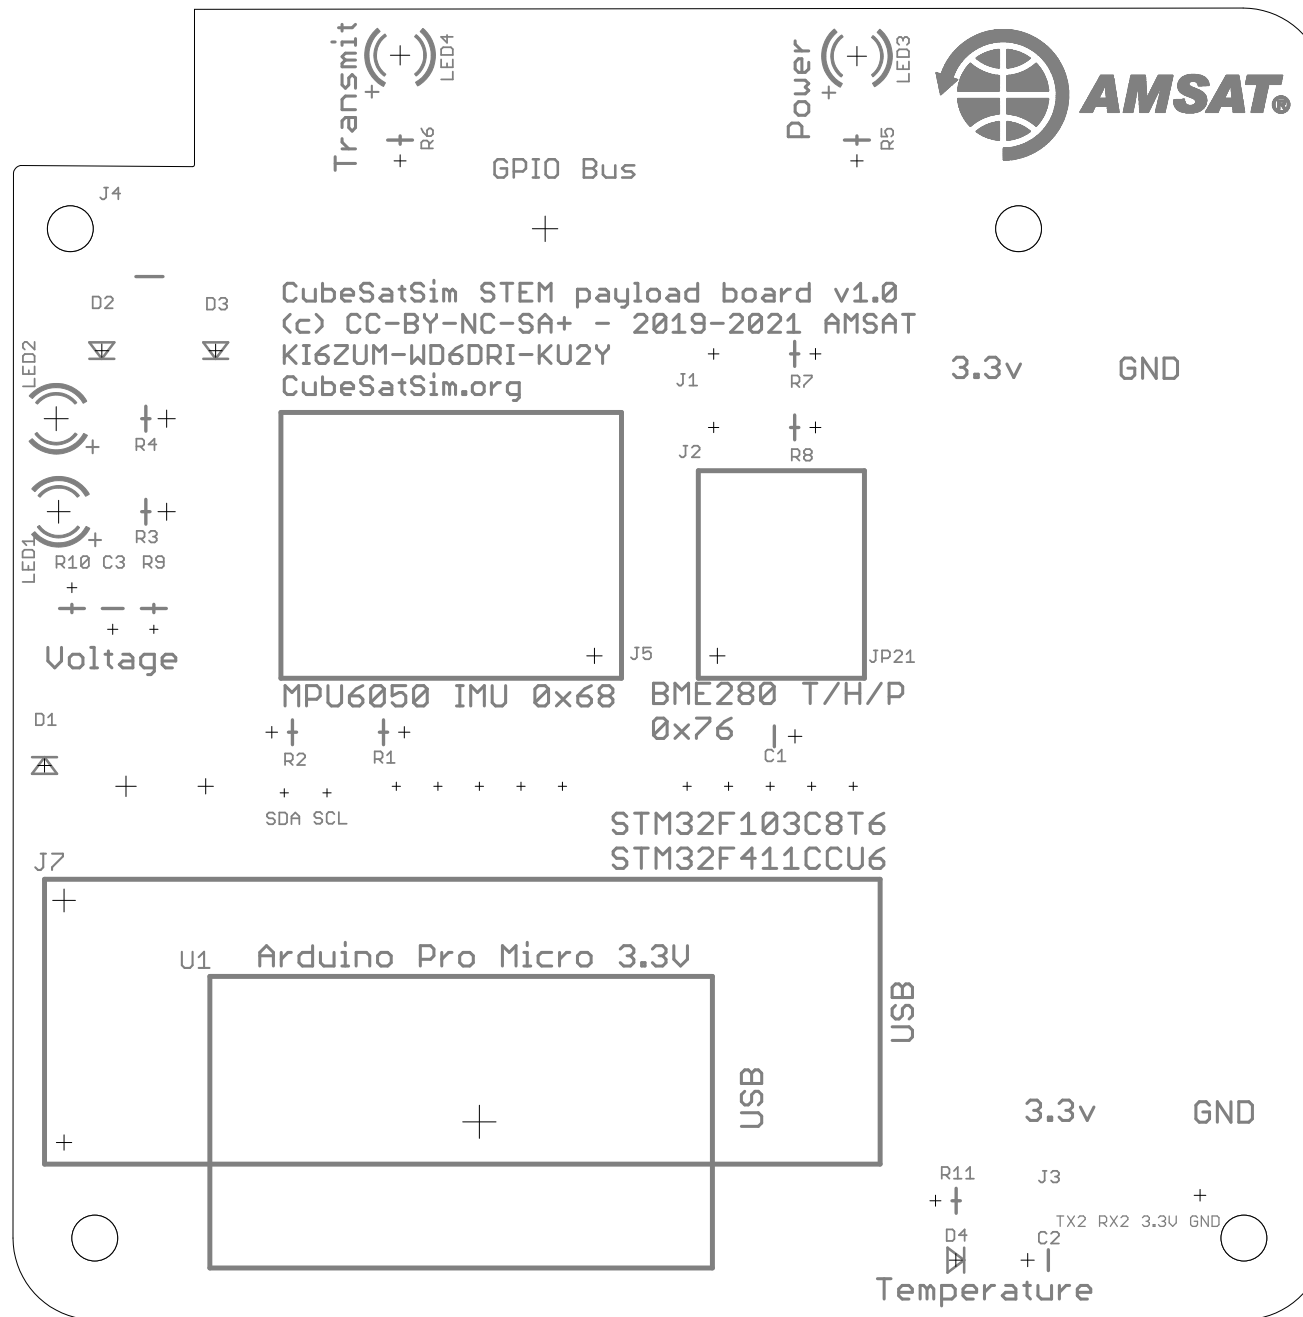 Transmit
LED4
R6
Power
LED3
R5
AMSAT®
GPIO Bus
J4
D2
D3
CubeSatSim STEM payload board v1.0
(c) CC-BY-NC-SA+ - 2019-2021 AMSAT
KI6ZUM-WD6DRI-KU2Y
CubeSatSim.org
LED2
R4
J1
R7
3.3v
GND
J2
R8
LED1
R3
R10
C3
R9
Voltage
J5
JP21
MPU6050 IMU 0x68
BME280 T/H/P
0x76
D1
R2
R1
C1
SDA SCL
STM32F103C8T6
STM32F411CCU6
J7
U1
Arduino Pro Micro 3.3V
USB
USB
3.3v
GND
R11
J3
TX2 RX2 3.3V GND
D4
C2
Temperature